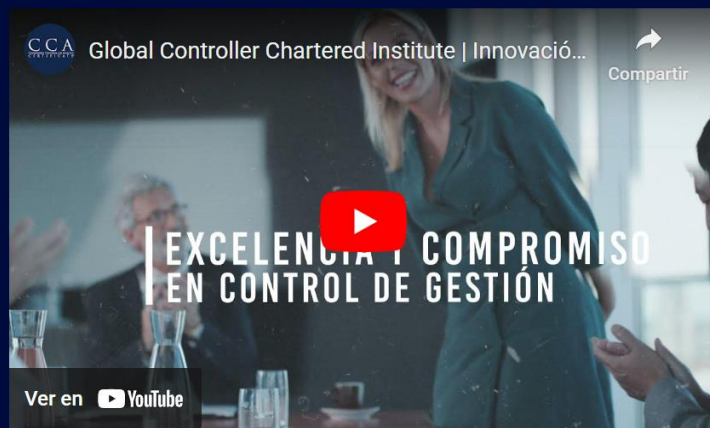 CCA
Global Controller Chartered Institute | Innovació...
Compartir
EXCELENCIA Y COMPROMISO
EN CONTROL DE GESTIÓN
Ver en YouTube